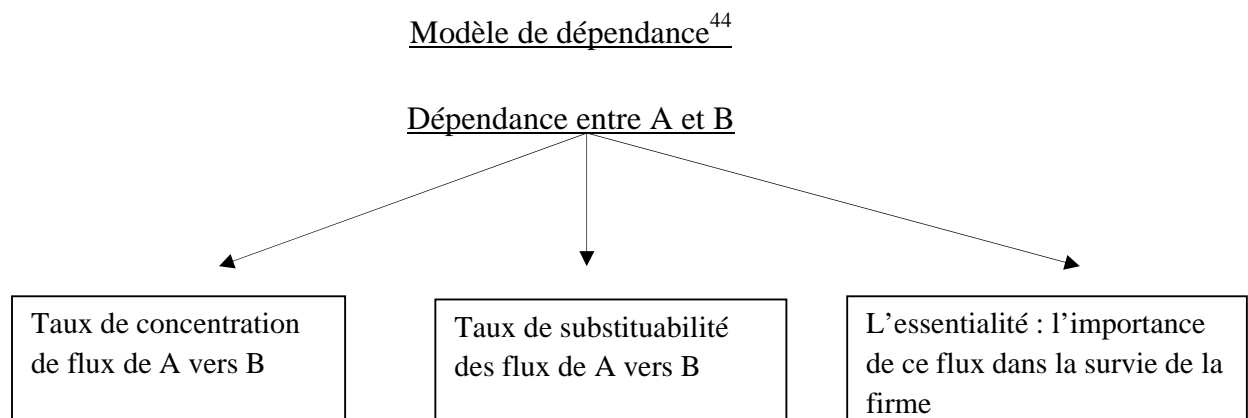 Modèle de dépendance44
Dépendance entre A et B
Taux de concentration
de flux de A vers B
Taux de substituabilité
des flux de A vers B
L’essentialité : l’importance
de ce flux dans la survie de la
firme